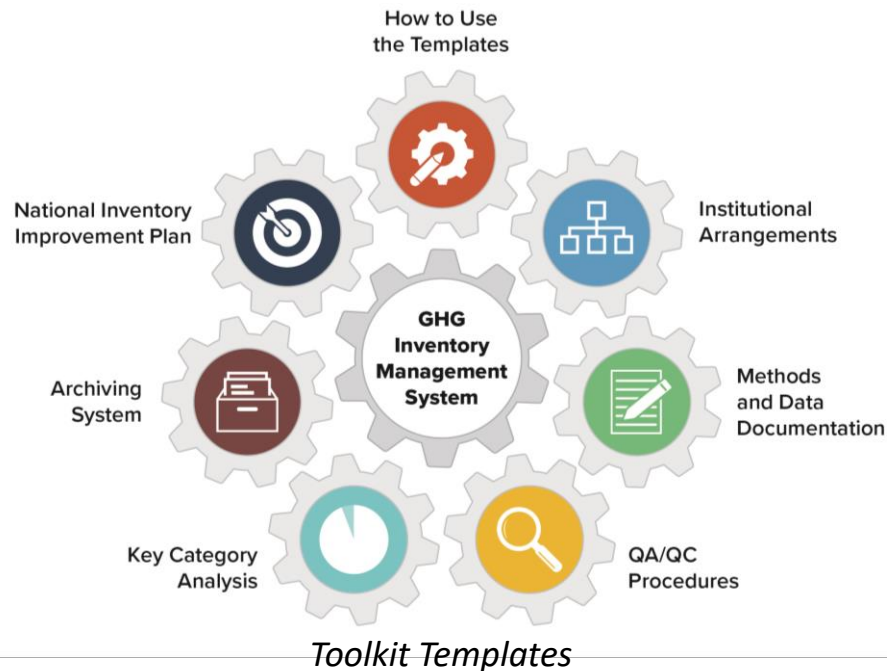 How to Use
the Templates
National Inventory
Improvement Plan
Institutional
Arrangements
GHG
Inventory
Management
System
Archiving
System
Methods
and Data
Documentation
Key Category
Analysis
QA/QC
Procedures
Toolkit Templates